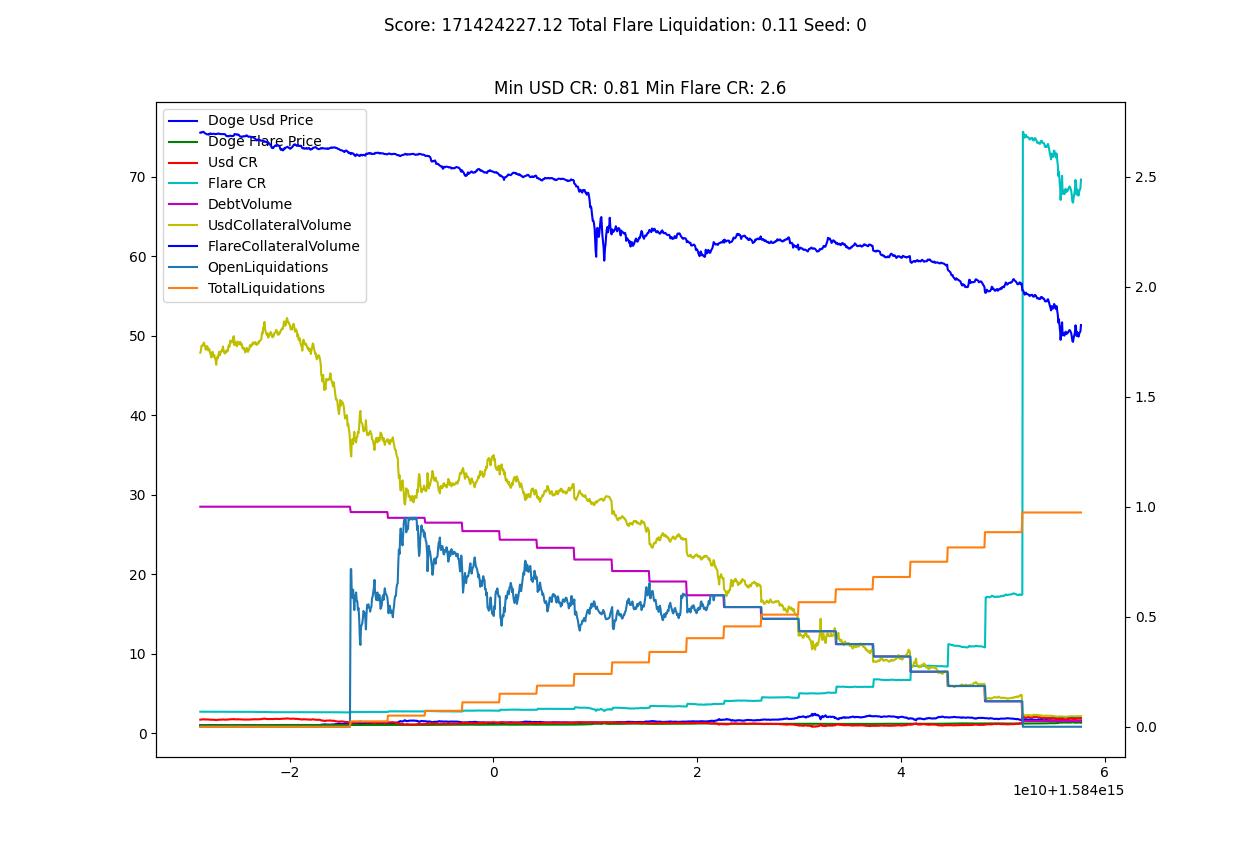 Score: 171424227.12 Total Flare Liquidation: 0.11 Seed: 0
Min USD CR: 0.81 Min Flare CR: 2.6
Doge Usd Price
Doge Flare Price
Usd CR
Flare CR
DebtVolume
UsdCollateralVolume
FlareCollateralVolume
OpenLiquidations
TotalLiquidations
70
60
50
40
30
20
10
0
2.5
2.0
1.5
1.0
0.5
0.0
−2
0
2
4
6
1e10+1.584e15